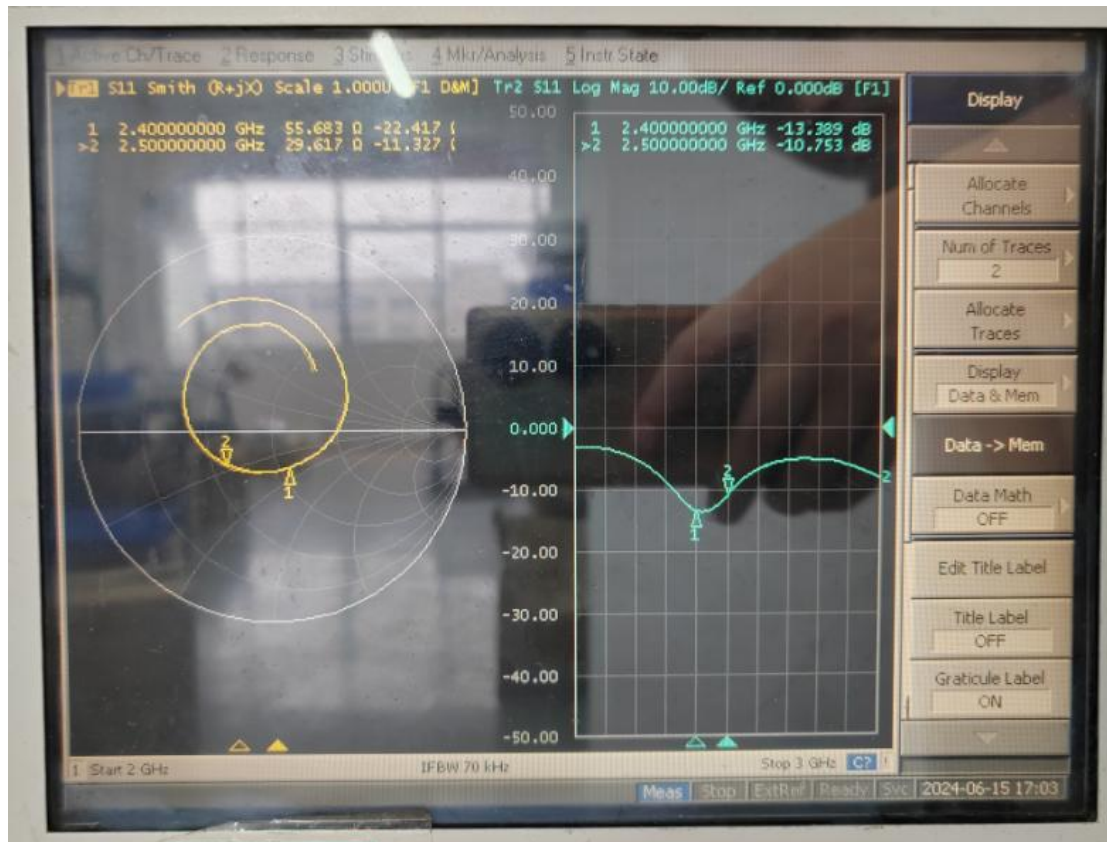 1 Active Ch/Trace 2 Response 3 4 Mkr/Analysis 5 Instr State
Tr1 S11 Smith (R+jX) Scale 1.000U [F1 D&M] Tr2 S11 Log Mag 10.00dB/ Ref 0.000dB [F1]
1 2.400000000 GHz 55.683 Ω -22.417
>2 2.500000000 GHz 29.617 Ω -11.327
1 2.400000000 GHz -13.389 dB
>2 2.500000000 GHz -10.753 dB
50.00
40.00
30.00
20.00
10.00
0.000
-10.00
-20.00
-30.00
-40.00
-50.00
2
1
2
1
2
1 Start 2 GHz IFBW 70 kHz Stop 3 GHz C? !
Meas Stop ExtRef Ready Svc 2024-06-15 17:03
Display
Allocate
Channels
Num of Traces
2
Allocate
Traces
Display
Data & Mem
Data -> Mem
Data Math
OFF
Edit Title Label
Title Label
OFF
Graticule Label
ON